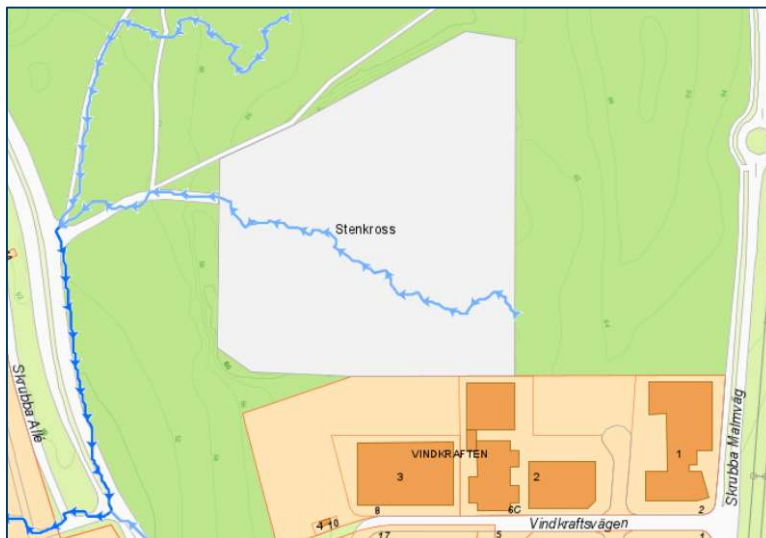 Stenkross
Skrubba Allé
VINDKRAFTEN
3
2
1
Skrubba Malmväg
4 10
8
6C
2
Vindkraftsvägen
17
5
1